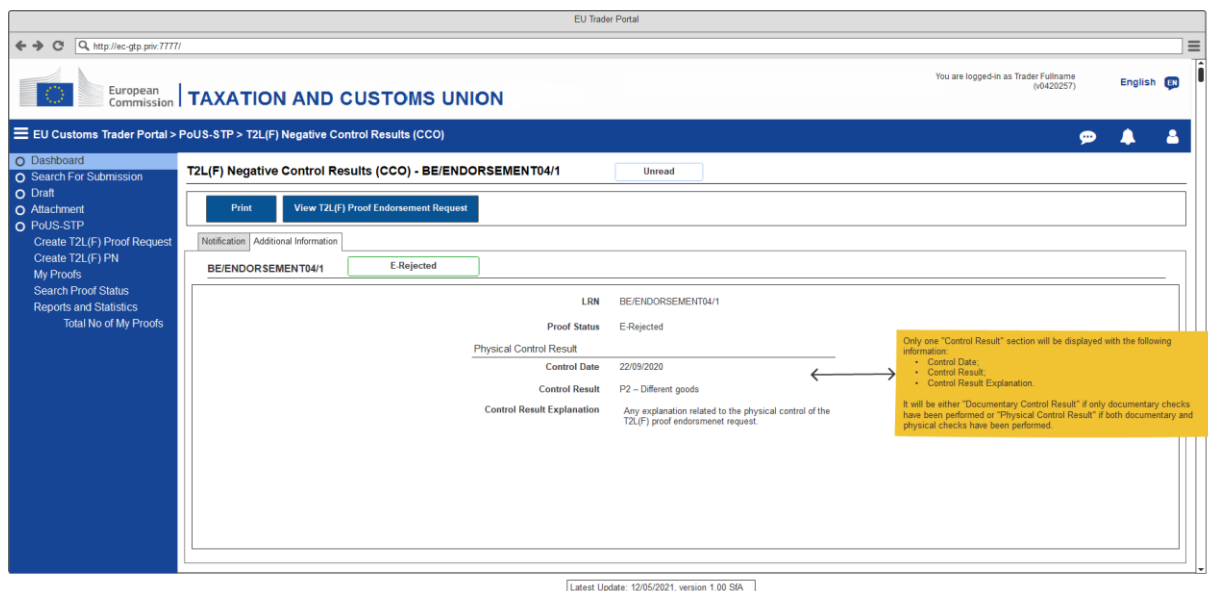 EU Trader Portal
http://ec-gtp.priv:7777/
European
Commission
TAXATION AND CUSTOMS UNION
You are logged-in as Trader Fullname
(v0420257)
English EN
EU Customs Trader Portal > PoUS-STP > T2L(F) Negative Control Results (CCO)
Dashboard
Search For Submission
Draft
Attachment
PoUS-STP
Create T2L(F) Proof Request
Create T2L(F) PN
My Proofs
Search Proof Status
Reports and Statistics
Total No of My Proofs
T2L(F) Negative Control Results (CCO) - BE/ENDORSEMENT04/1
Unread
Print
View T2L(F) Proof Endorsement Request
Notification
Additional Information
BE/ENDORSEMENT04/1
E-Rejected
LRN BE/ENDORSEMENT04/1
Proof Status E-Rejected
Physical Control Result
Control Date 22/09/2020
Control Result P2 – Different goods
Control Result Explanation Any explanation related to the physical control of the
T2L(F) proof endorsmenet request.
Only one "Control Result" section will be displayed with the following
information:
• Control Date;
• Control Result;
• Control Result Explanation.
It will be either "Documentary Control Result" if only documentary checks
have been performed or "Physical Control Result" if both documentary and
physical checks have been performed.
Latest Update: 12/05/2021, version 1.00 SfA